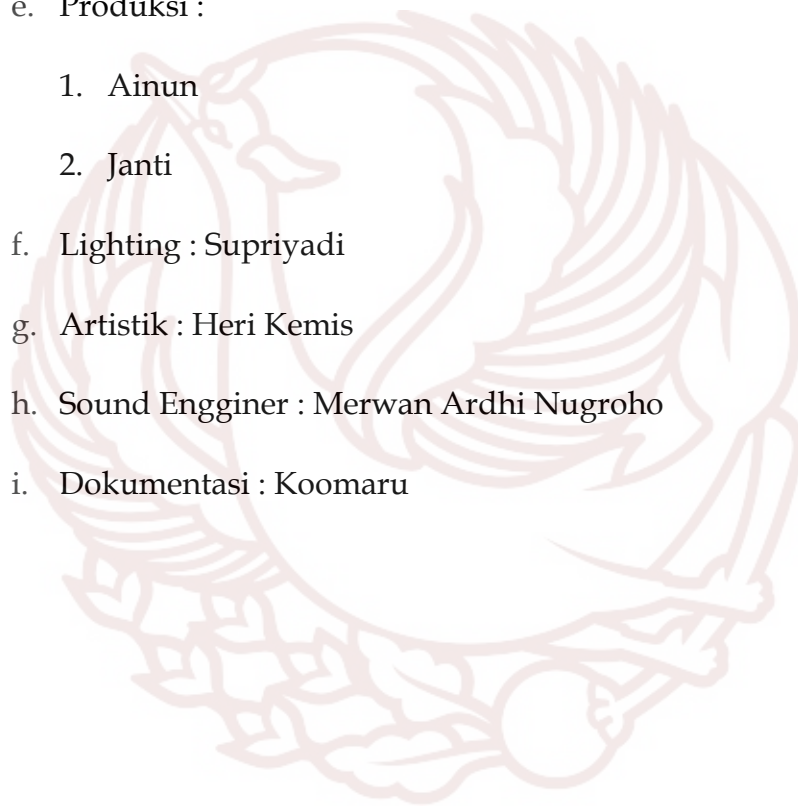 e. Produksi :
1. Ainun
2. Janti
f. Lighting : Supriyadi
g. Artistik : Heri Kemis
h. Sound Engginer : Merwan Ardhi Nugroho
i. Dokumentasi : Koomaru